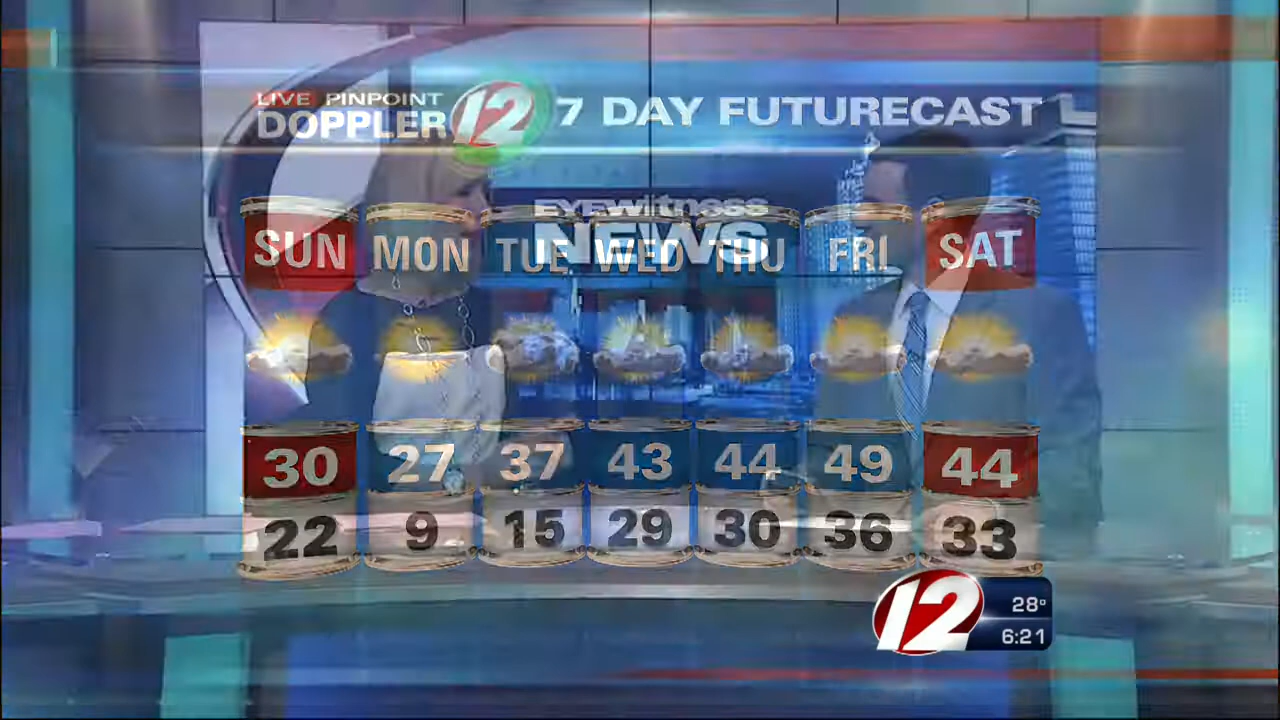 LIVE PINPOINT
DOPPLER 12 7 DAY FUTURECAST
EYEWitness
NEWS
SUN MON TUE WED THU FRI SAT
30 27 37 43 44 49 44
22 9 15 29 30 36 33
12 28°
6:21